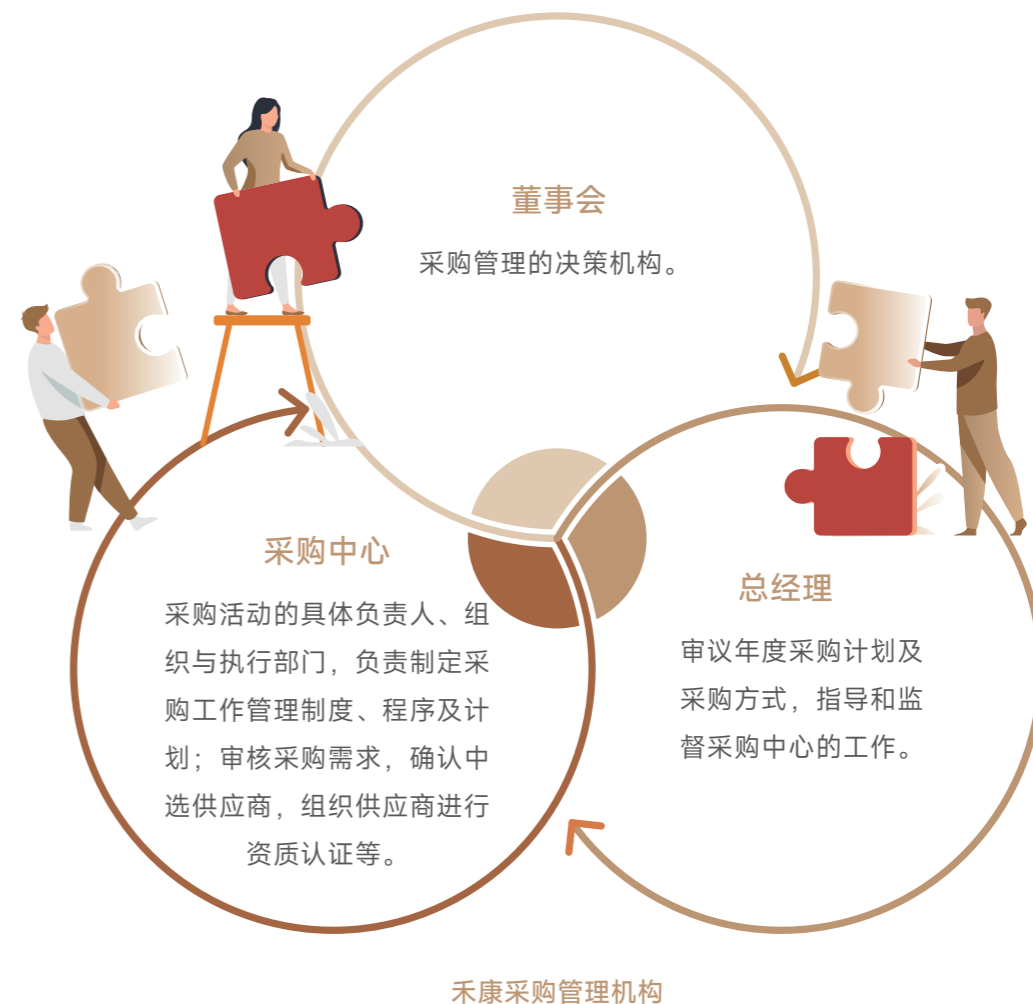 董事会
采购管理的决策机构。
采购中心
采购活动的具体负责人、组
织与执行部门，负责制定采
购工作管理制度、程序及计
划；审核采购需求，确认中
选供应商，组织供应商进行
资质认证等。
总经理
审议年度采购计划及
采购方式，指导和监
督采购中心的工作。
禾康采购管理机构